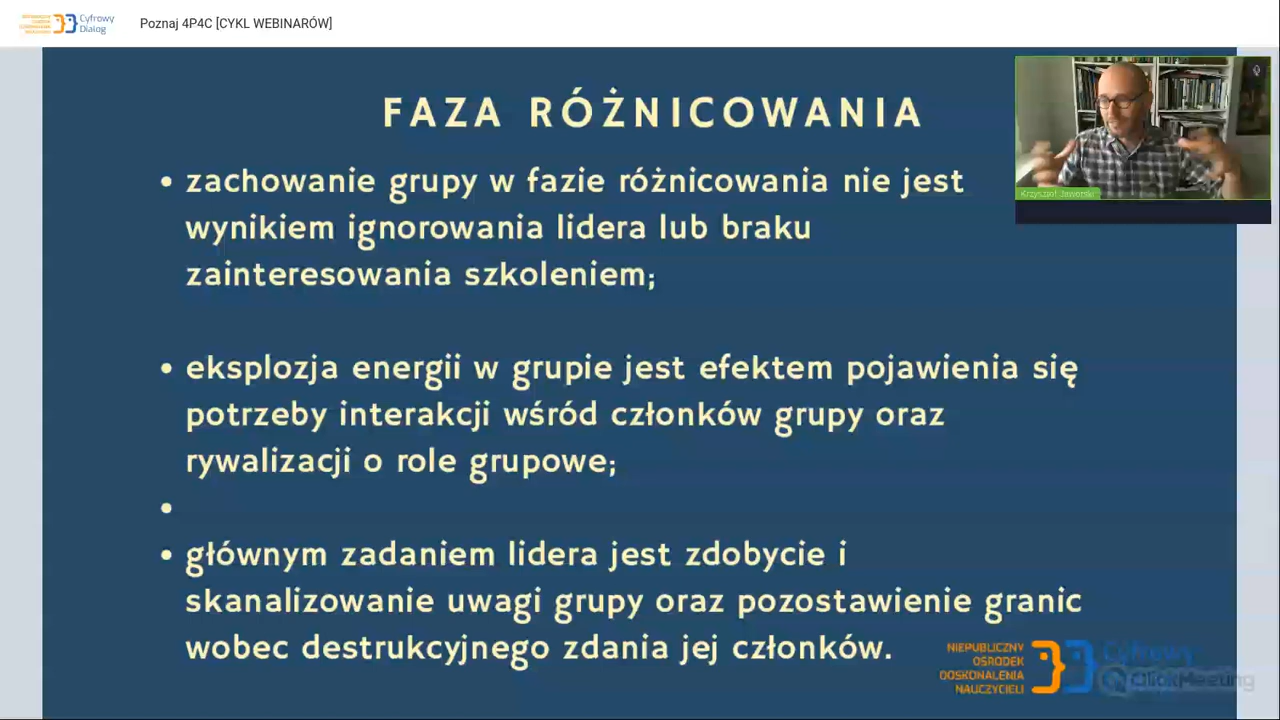 Cyfrowy
Dialog
Poznaj 4P4C [CYKL WEBINARÓW]
FAZA RÓŻNICOWANIA
• zachowanie grupy w fazie różnicowania nie jest
wynikiem ignorowania lidera lub braku
zainteresowania szkoleniem;
• eksplozja energii w grupie jest efektem pojawienia się
potrzeby interakcji wśród członków grupy oraz
rywalizacji o role grupowe;
•
• głównym zadaniem lidera jest zdobycie i
skanalizowanie uwagi grupy oraz pozostawienie granic
wobec destrukcyjnego zdania jej członków.
Krzysztof Jaworski
NIEPUBLICZNY
OŚRODEK
DOSKONALENIA
NAUCZYCIELI
Cyfrowy
ClickMeeting